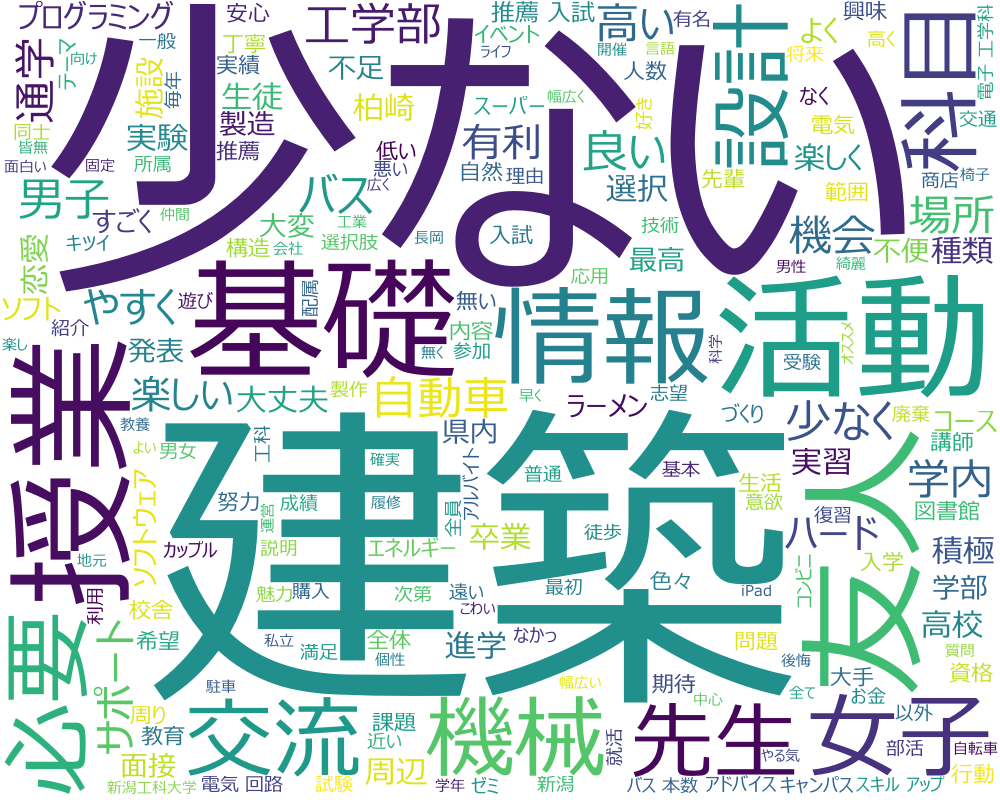 プログラミング
安心
工学部
推薦 入試
高い
有名
興味
電子 工学科
テーマ
向け
一般
毎年
施設
丁寧
実績
不足
イベント
ライフ
開催
言語
人数
よく
将来
高く
通学
少ない
設計
科目
生徒
柏崎
スーパー
幅広く
好き
なく
交通
同士
皆無
実験
製造
推薦
低い
悪い
有利
良い
電気
楽しく
面白い
固定
所属
広く
自然
理由
選択
先輩
範囲
商店
椅子
男子
仲間
バス
すごく
大変
工業
技術
機会
場所
恋愛
キツイ
構造
会社
選択肢
長岡
入試
最高
男性
綺麗
不便
種類
ソフト
やすく
遊び
配属
基礎
無い
応用
情報
活動
紹介
楽し
発表
内容
参加
無く
科学
受験
オススメ
楽しい
大丈夫
製作
自動車
早く
志望
授業
教養
ラーメン
づくり
少なく
廃棄
コース
よい
男女
工科
建築
確実
県内
講師
普通
基本
実習
友人
学内
ソフトウェア
努力
成績
履修
全員
アルバイト
卒業
徒歩
生活
意欲
ハード
復習
図書館
運営
カップル
説明
エネルギー
積極
地元
利用
魅力
購入
次第
遠い
こわい
最初
色々
iPad
コンビニ
入学
学部
必要
校舎
サポート
希望
私立
満足
全体
個性
進学
なかっ
問題
後悔
高校
質問
資格
駐車
幅広い
期待
中心
全て
大手
お金
周り
教育
交流
課題
近い
機械
就活
先生
やる気
女子
以外
部活
自転車
面接
新潟工科大学
電気 回路
試験
周辺
学年
ゼミ
新潟
バス 本数
アドバイス
キャンパス
スキル アップ
行動